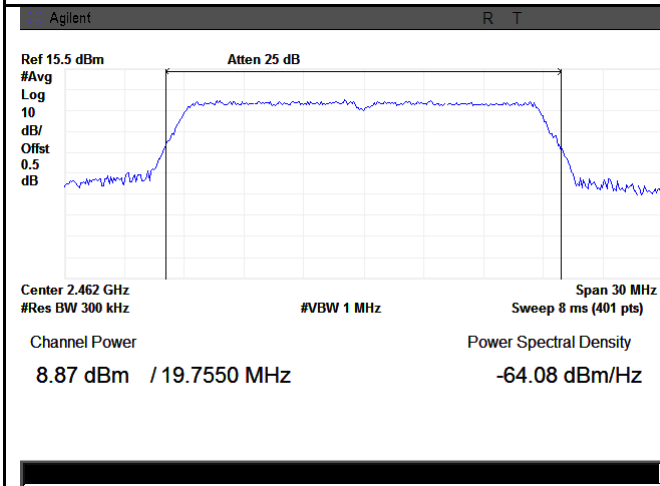 Agilent R T
Ref 15.5 dBm Atten 25 dB
#Avg
Log
10
dB/
Offst
0.5
dB
Center 2.462 GHz Span 30 MHz
#Res BW 300 kHz #VBW 1 MHz Sweep 8 ms (401 pts)
Channel Power Power Spectral Density
8.87 dBm / 19.7550 MHz -64.08 dBm/Hz